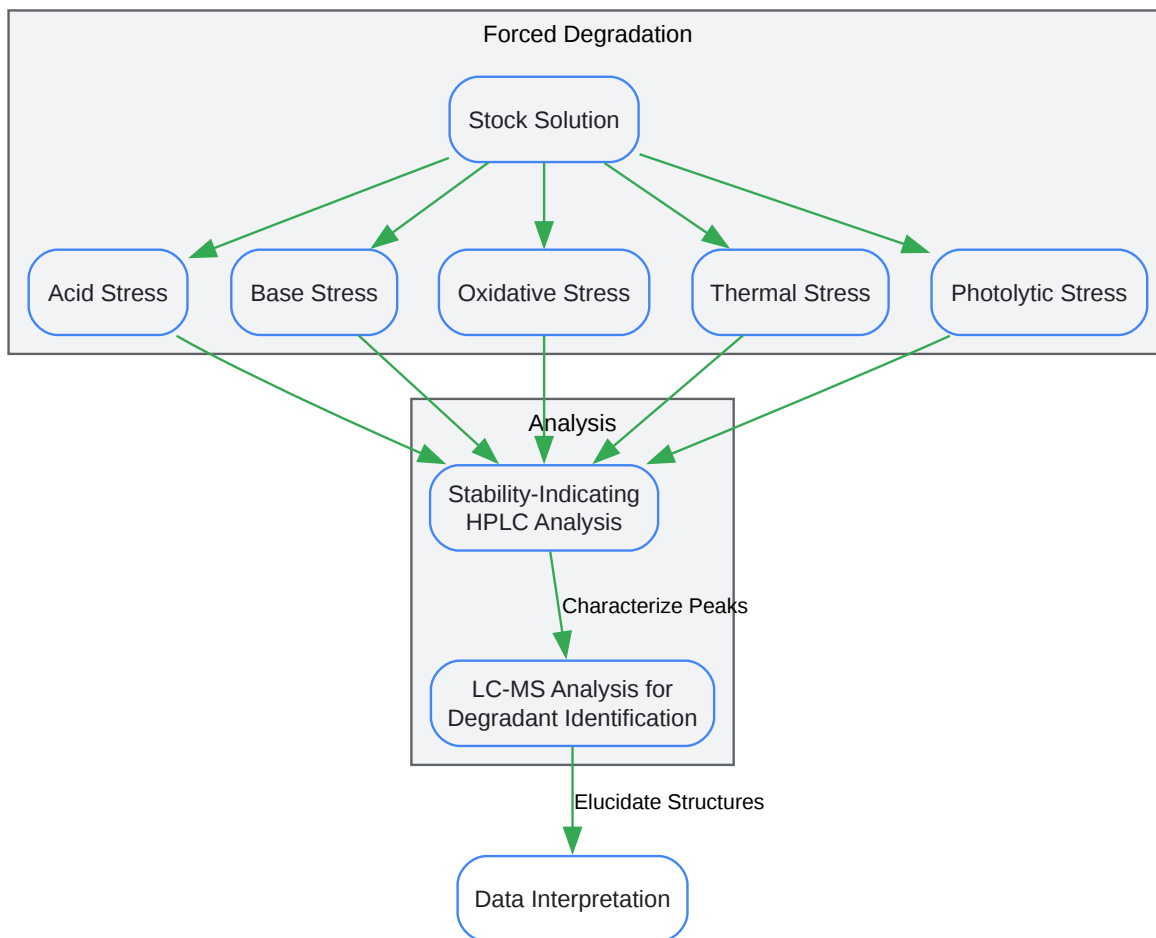 Forced Degradation
Stock Solution
Acid Stress
Base Stress
Oxidative Stress
Thermal Stress
Photolytic Stress
Analysis
Stability-Indicating
HPLC Analysis
Characterize Peaks
LC-MS Analysis for
Degradant Identification
Elucidate Structures
Data Interpretation